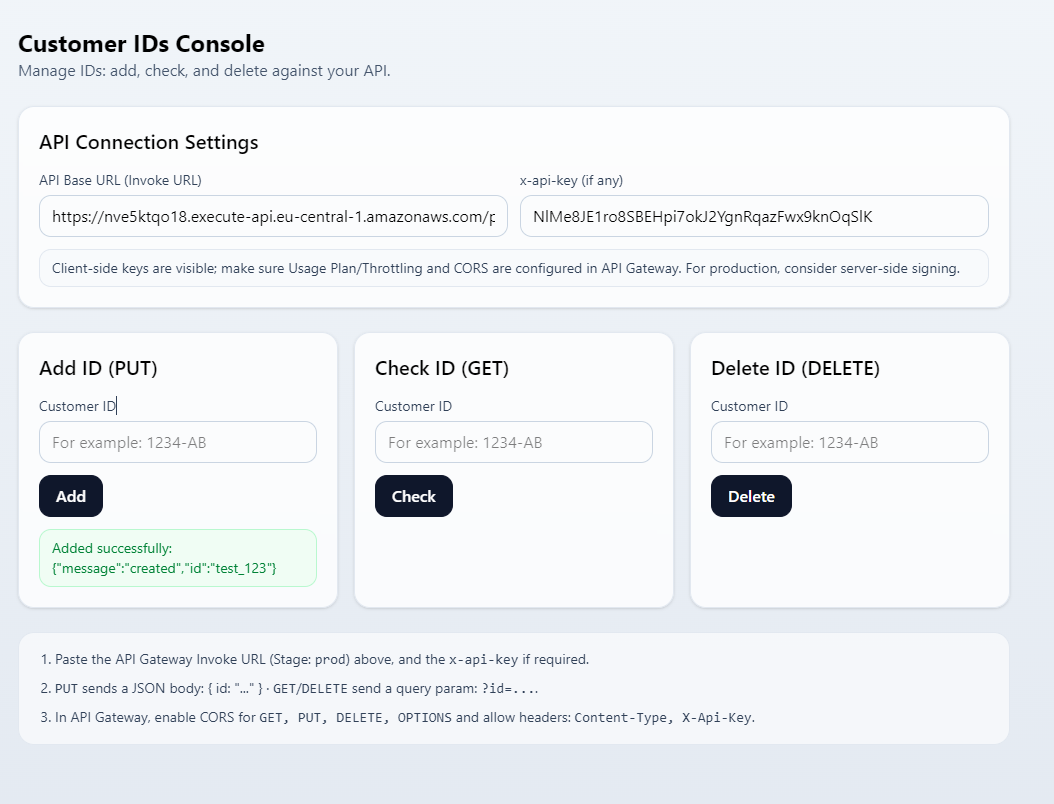 Customer IDs Console
Manage IDs: add, check, and delete against your API.
API Connection Settings
API Base URL (Invoke URL)
x-api-key (if any)
https://nve5ktqo18.execute-api.eu-central-1.amazonaws.com/p
NlMe8JE1ro8SBEHpi7okJ2YgnRqazFwx9knOqSlK
Client-side keys are visible; make sure Usage Plan/Throttling and CORS are configured in API Gateway. For production, consider server-side signing.
Add ID (PUT)
Customer ID
For example: 1234-AB
Add
Added successfully:
{"message":"created","id":"test_123"}
Check ID (GET)
Customer ID
For example: 1234-AB
Check
Delete ID (DELETE)
Customer ID
For example: 1234-AB
Delete
1. Paste the API Gateway Invoke URL (Stage: prod) above, and the x-api-key if required.
2. PUT sends a JSON body: { id: "..." } · GET/DELETE send a query param: ?id=....
3. In API Gateway, enable CORS for GET, PUT, DELETE, OPTIONS and allow headers: Content-Type, X-Api-Key.